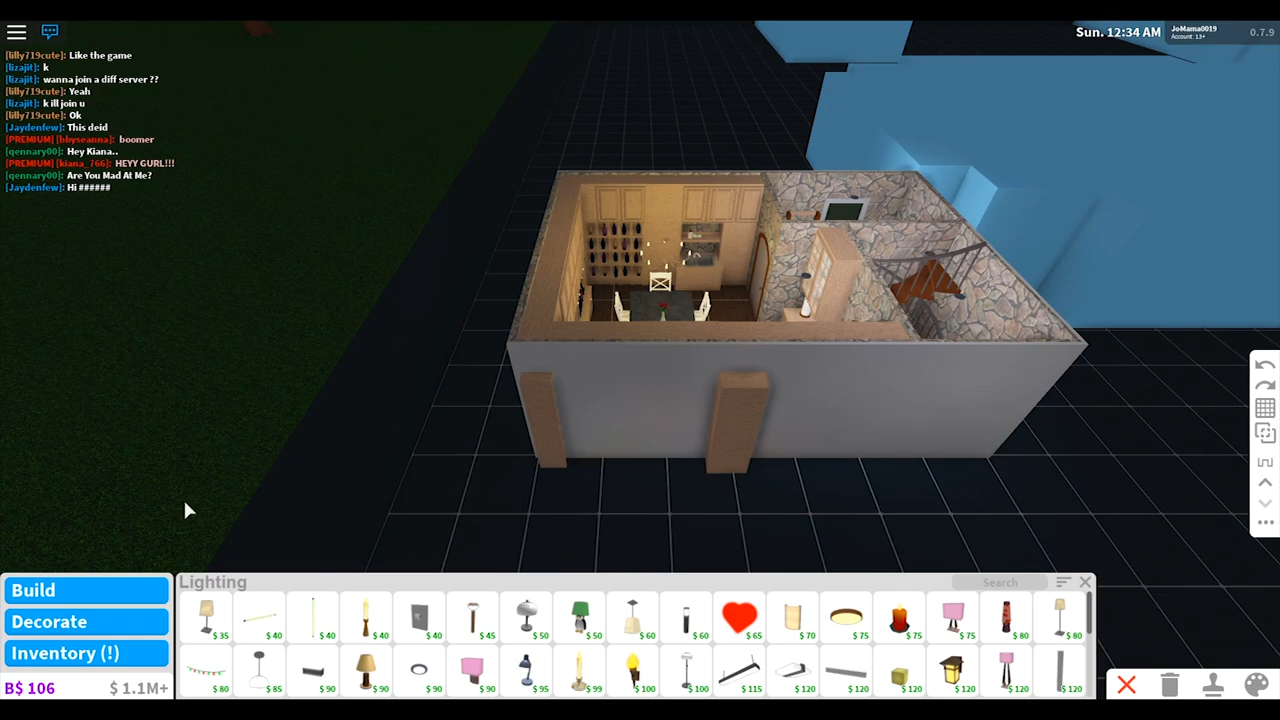 Sun. 12:34 AM
JoMama0019
Account: 13+
0.7.9
[lilly719cute]: Like the game
[lizajit]: k
[lizajit]: wanna join a diff server ??
[lilly719cute]: Yeah
[lizajit]: k ill join u
[lilly719cute]: Ok
[Jaydenfew]: This deid
[PREMIUM] [bbyseanna]: boomer
[qennary00]: Hey Kiana..
[PREMIUM] [kiana_766]: HEYY GURL!!!
[qennary00]: Are You Mad At Me?
[Jaydenfew]: Hi ######
Build
Decorate
Inventory (!)
B$ 106
$ 1.1M+
Lighting
Search
$ 35
$ 40
$ 40
$ 40
$ 40
$ 45
$ 50
$ 50
$ 60
$ 60
$ 65
$ 70
$ 75
$ 75
$ 75
$ 80
$ 80
$ 80
$ 85
$ 90
$ 90
$ 90
$ 90
$ 95
$ 99
$ 100
$ 100
$ 115
$ 120
$ 120
$ 120
$ 120
$ 120
$ 120